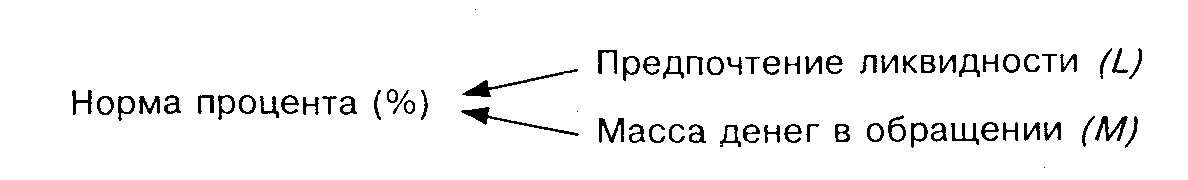 Предпочтение ликвидности (L)
Норма процента (%)
Масса денег в обращении (M)